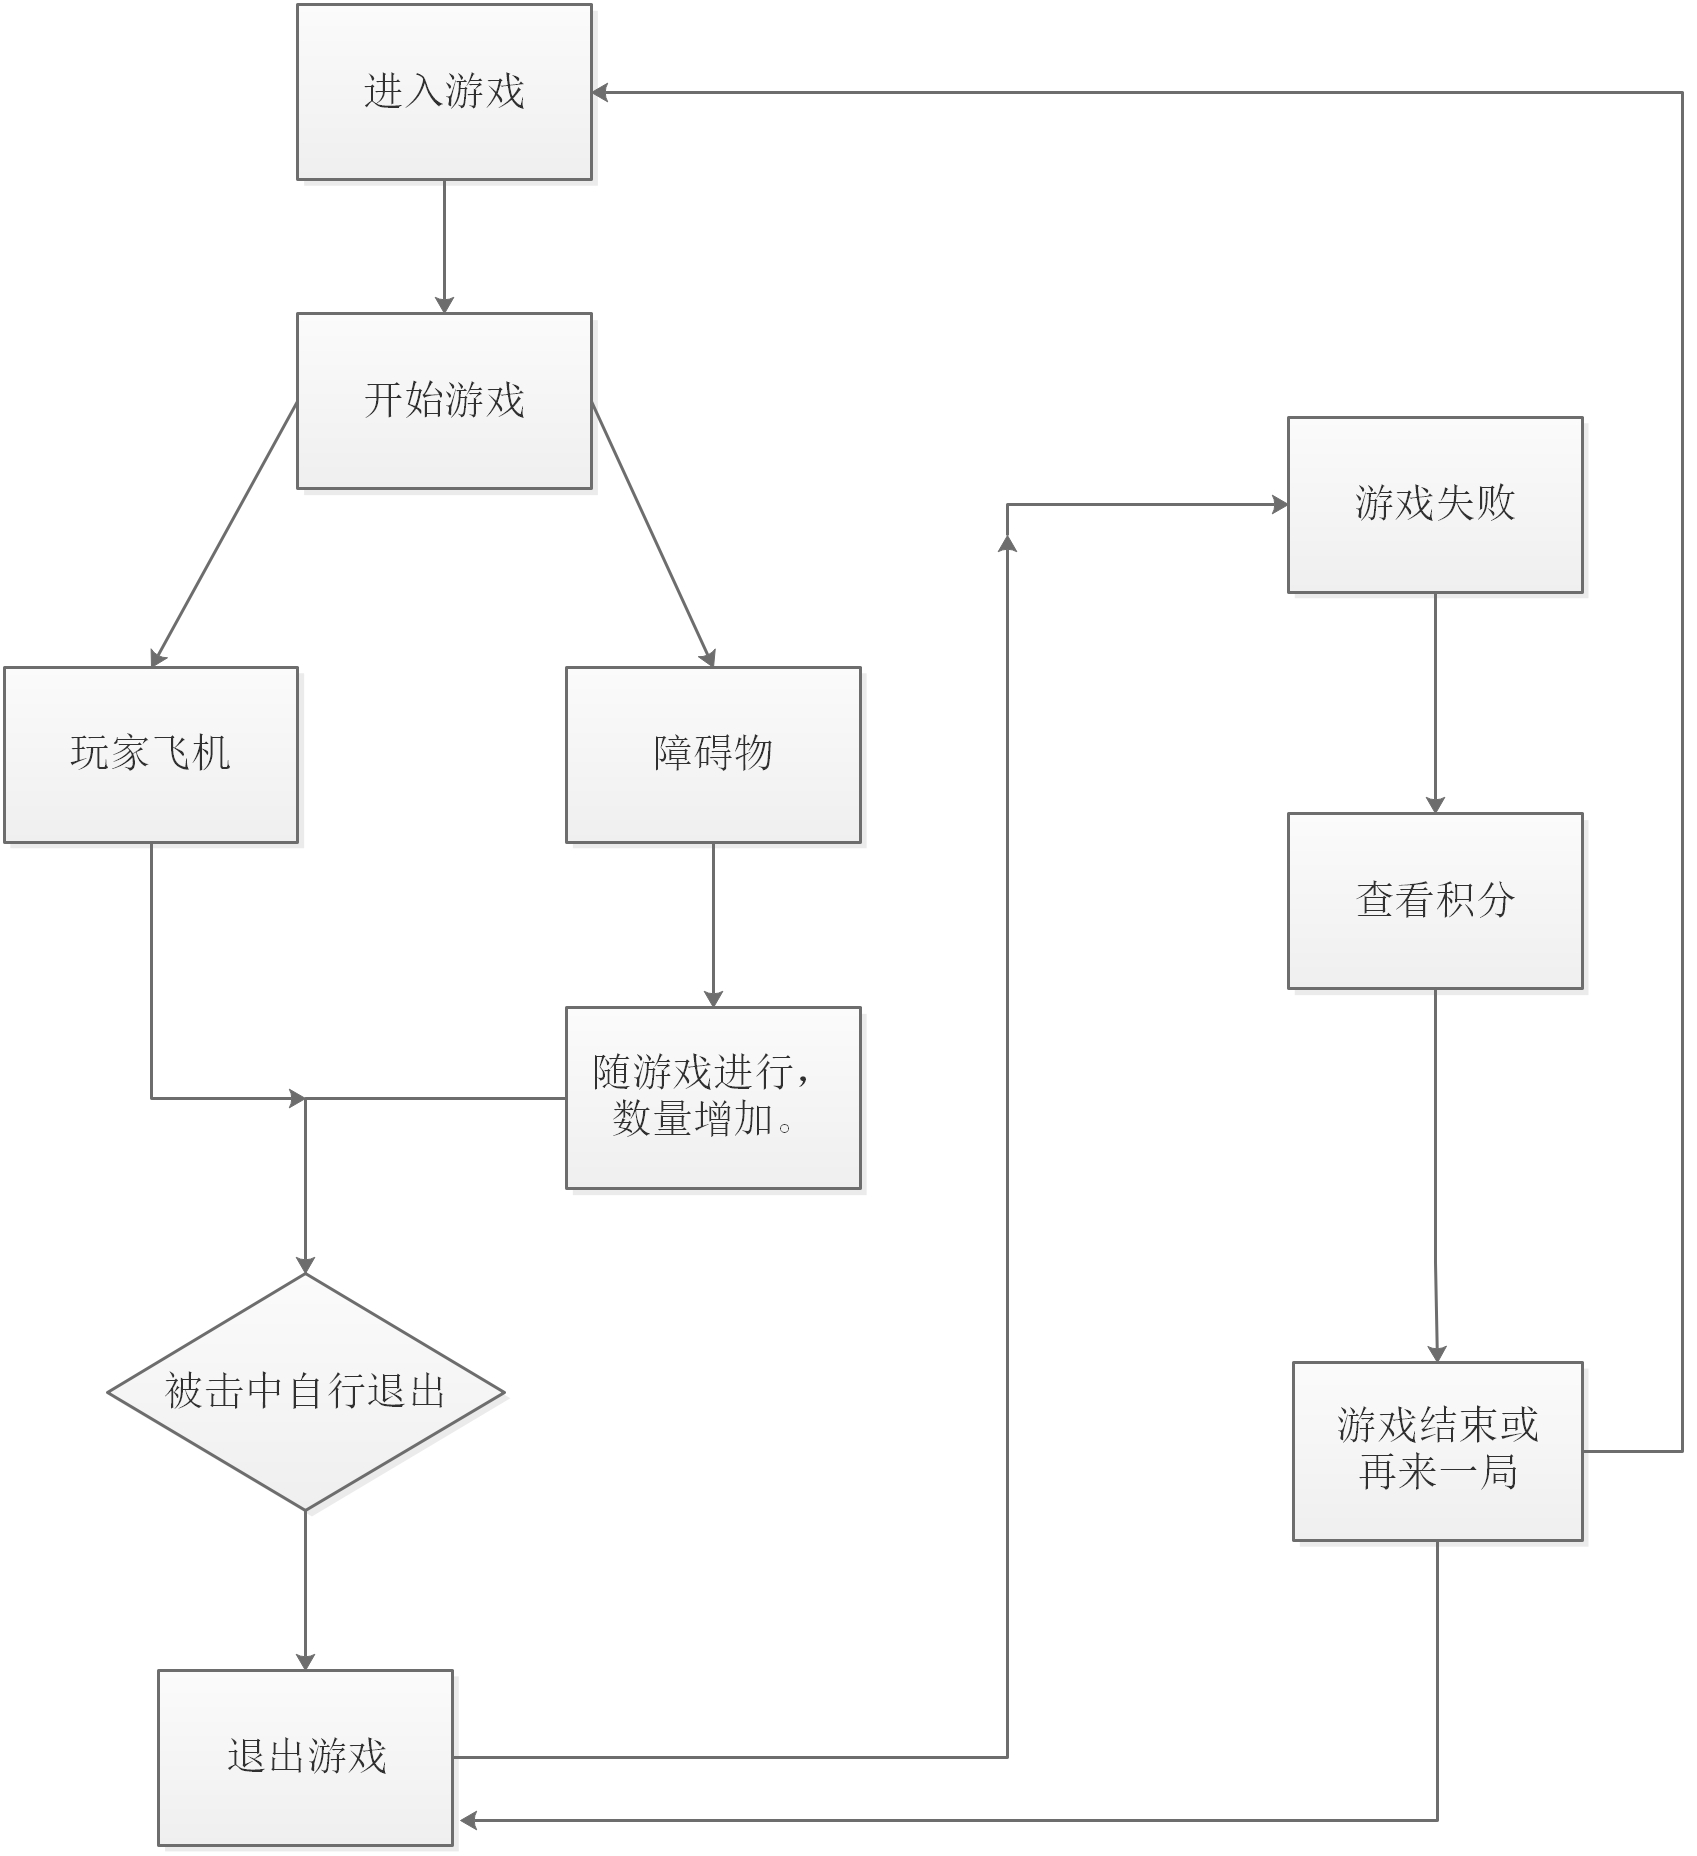 进入游戏
开始游戏
玩家飞机
障碍物
随游戏进行，
数量增加。
被击中自行退出
退出游戏
游戏失败
查看积分
游戏结束或
再来一局